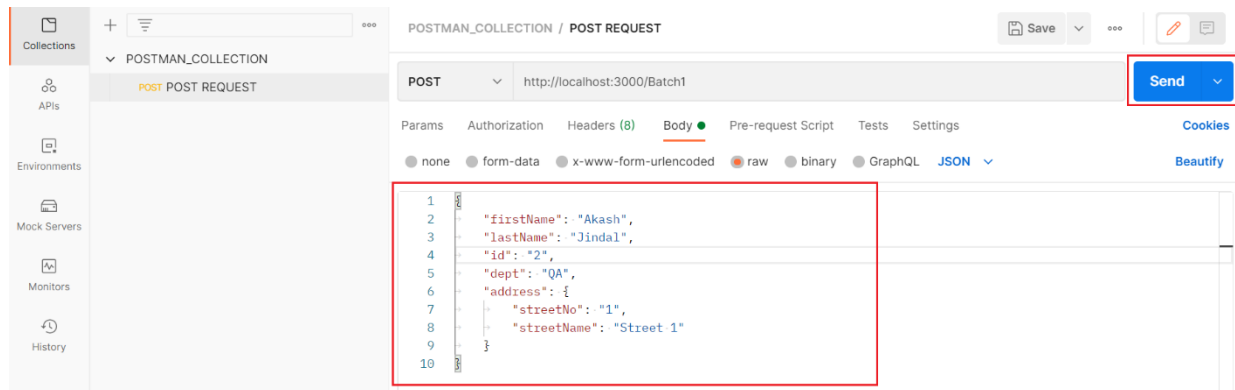 Collections
APIs
Environments
Mock Servers
Monitors
History
POSTMAN_COLLECTION
POST POST REQUEST
POSTMAN_COLLECTION / POST REQUEST
Save
POST http://localhost:3000/Batch1
Send
Params Authorization Headers (8) Body Pre-request Script Tests Settings Cookies
none form-data x-www-form-urlencoded raw binary GraphQL JSON Beautify
1 {
2 "firstName": "Akash",
3 "lastName": "Jindal",
4 "id": "2",
5 "dept": "QA",
6 "address": {
7 "streetNo": "1",
8 "streetName": "Street 1"
9 }
10 }